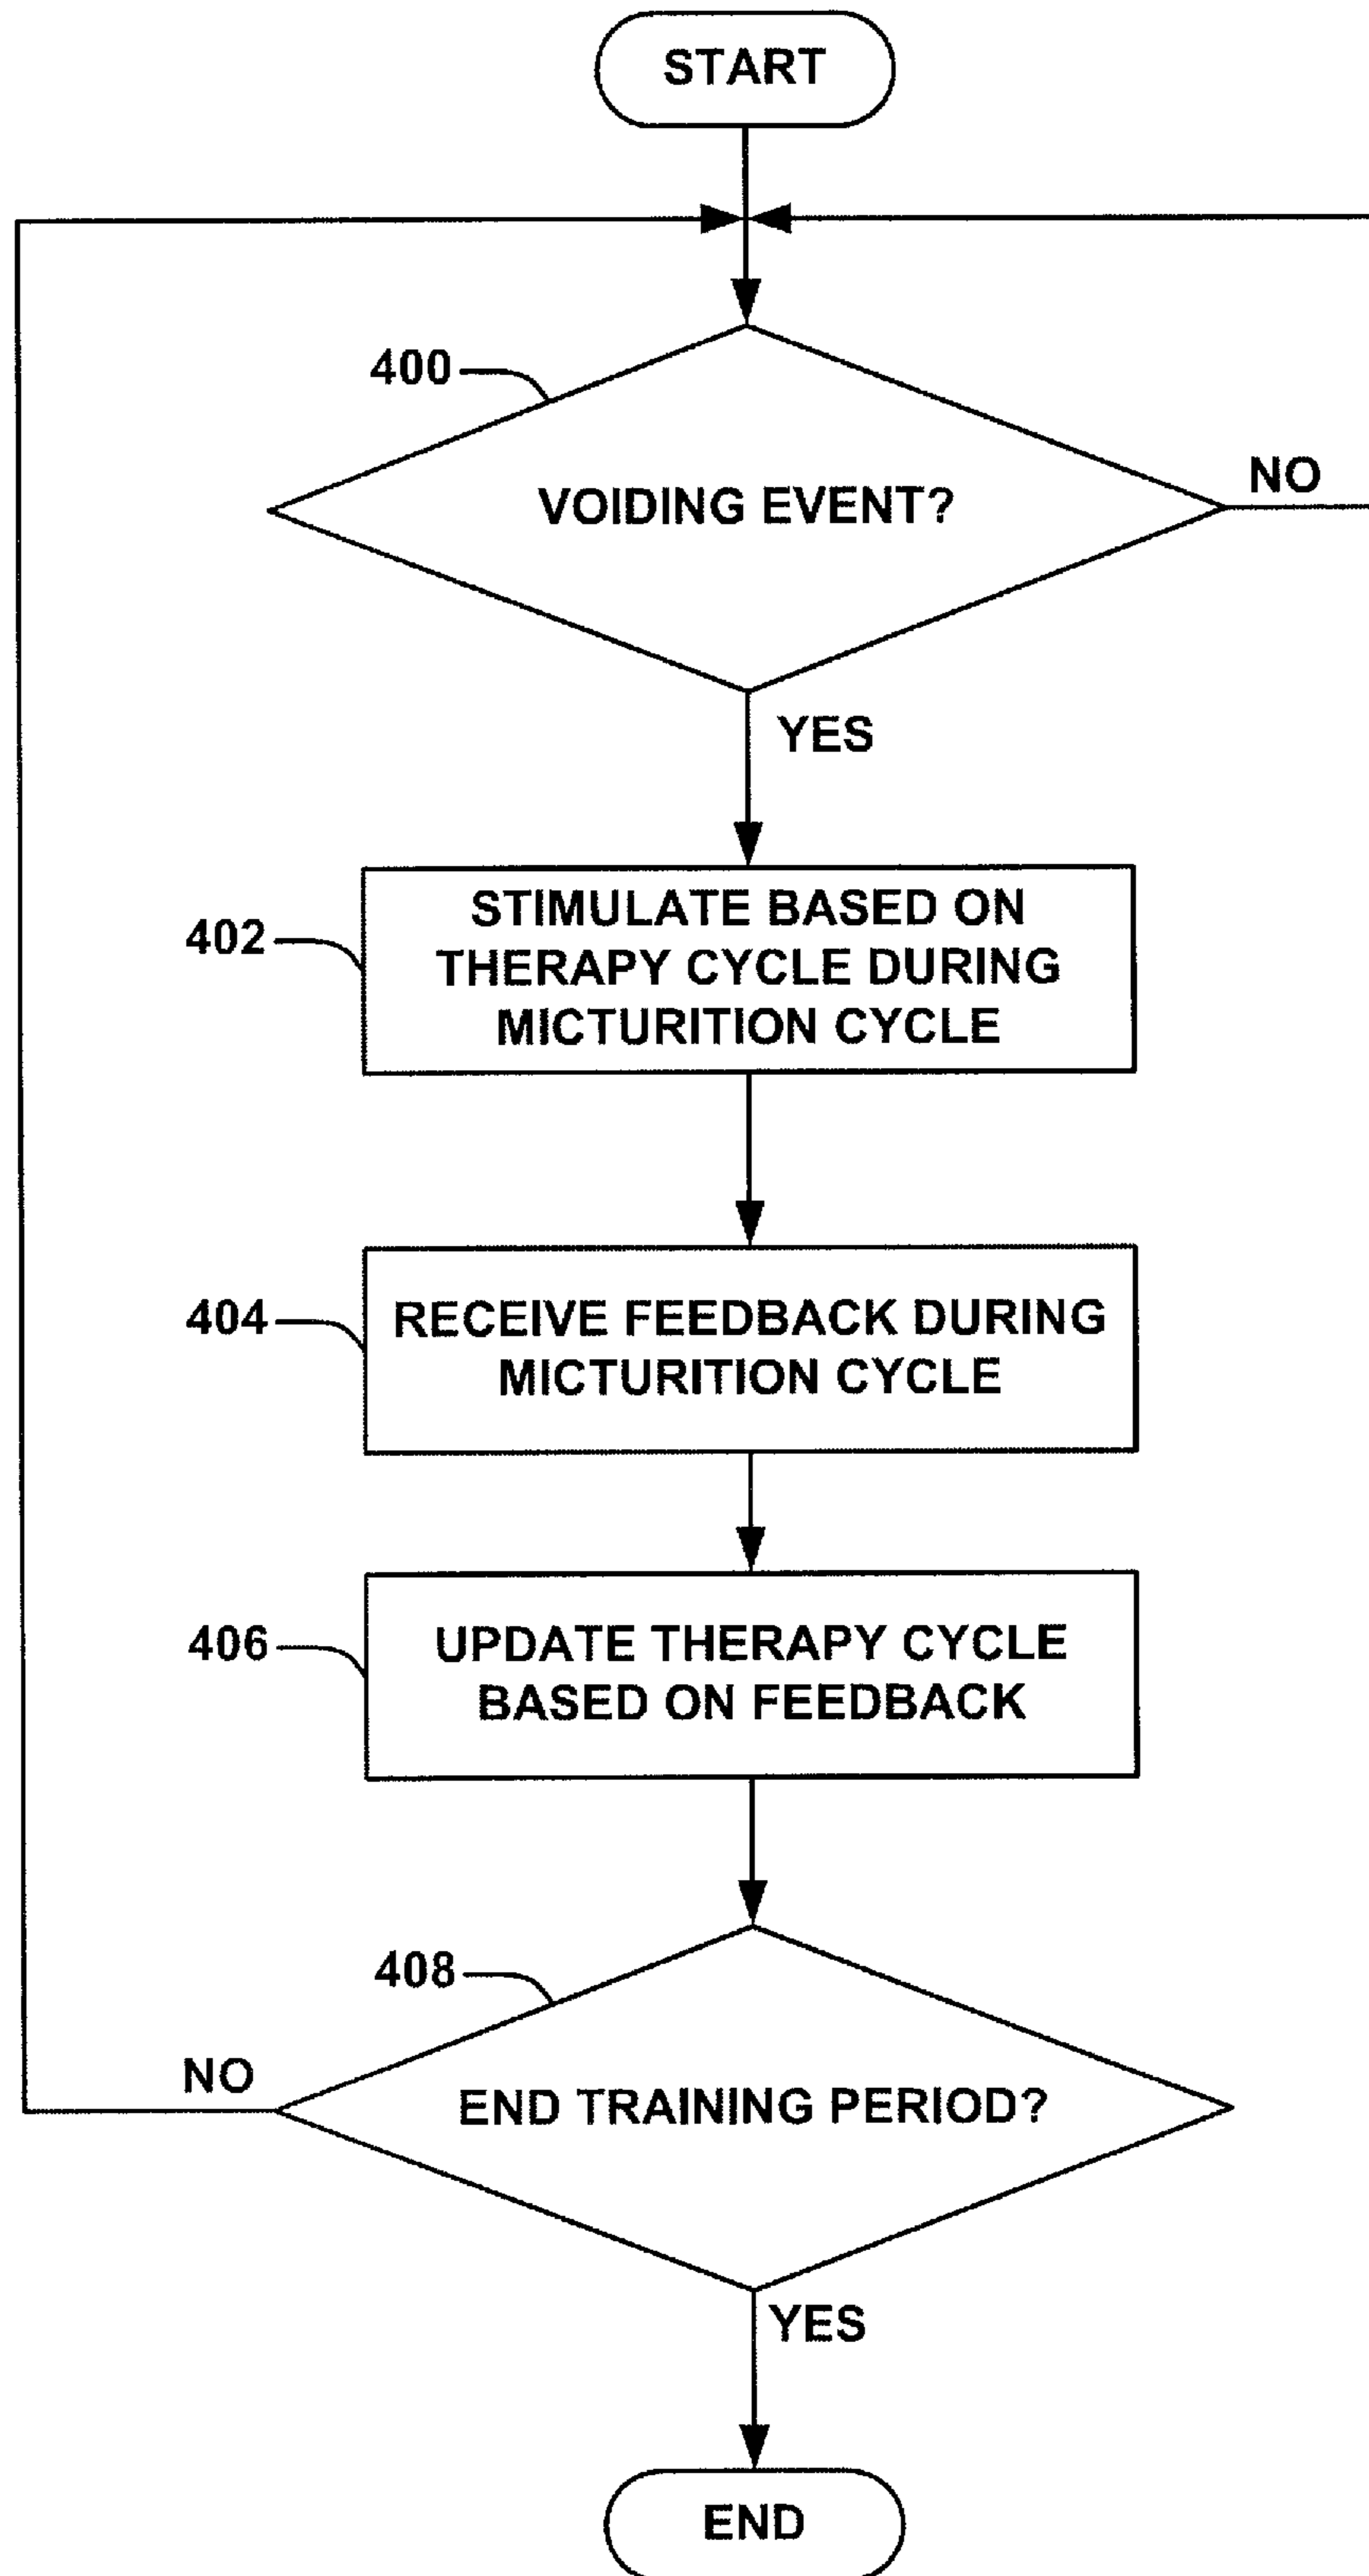 START
400
VOIDING EVENT?
NO
YES
402
STIMULATE BASED ON
THERAPY CYCLE DURING
MICTURITION CYCLE
404
RECEIVE FEEDBACK DURING
MICTURITION CYCLE
406
UPDATE THERAPY CYCLE
BASED ON FEEDBACK
408
NO
END TRAINING PERIOD?
YES
END